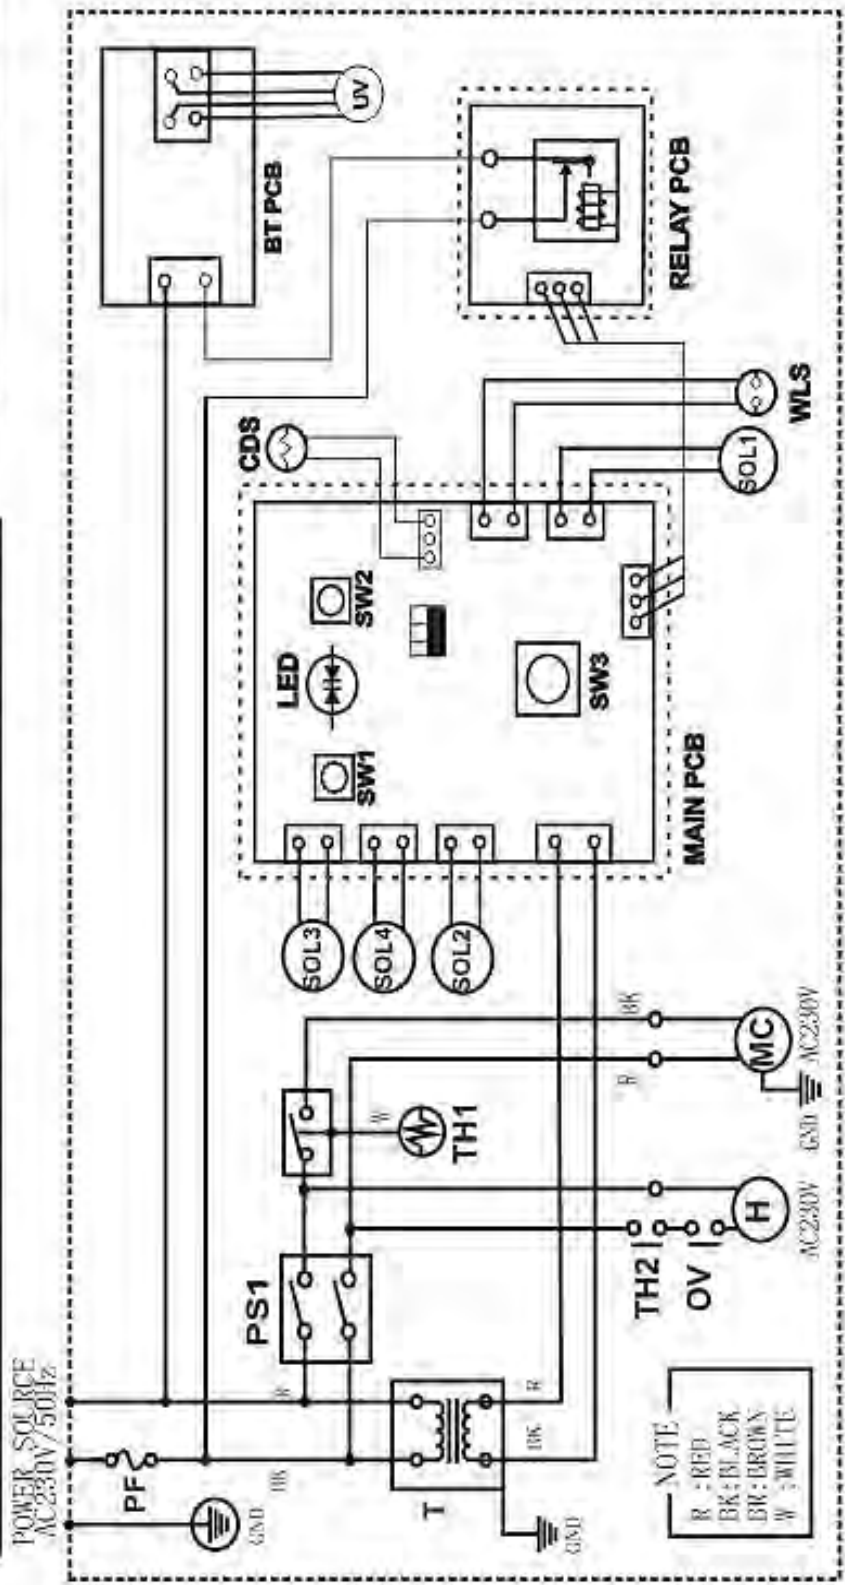 POWER SOURCE
AC230V/50Hz
PF
GND
BK
R
T
GND
R
BK
PS1
TH1
W
TH2
OV
H
AC230V
R
BK
MC
GND
AC230V
SOL3
SOL4
SOL2
MAIN PCB
SW1
LED
SW2
SW3
CDS
SOL1
WLS
RELAY PCB
BT PCB
UV
NOTE
R :RED
BK:BLACK
BR:BROWN
W :WHITE